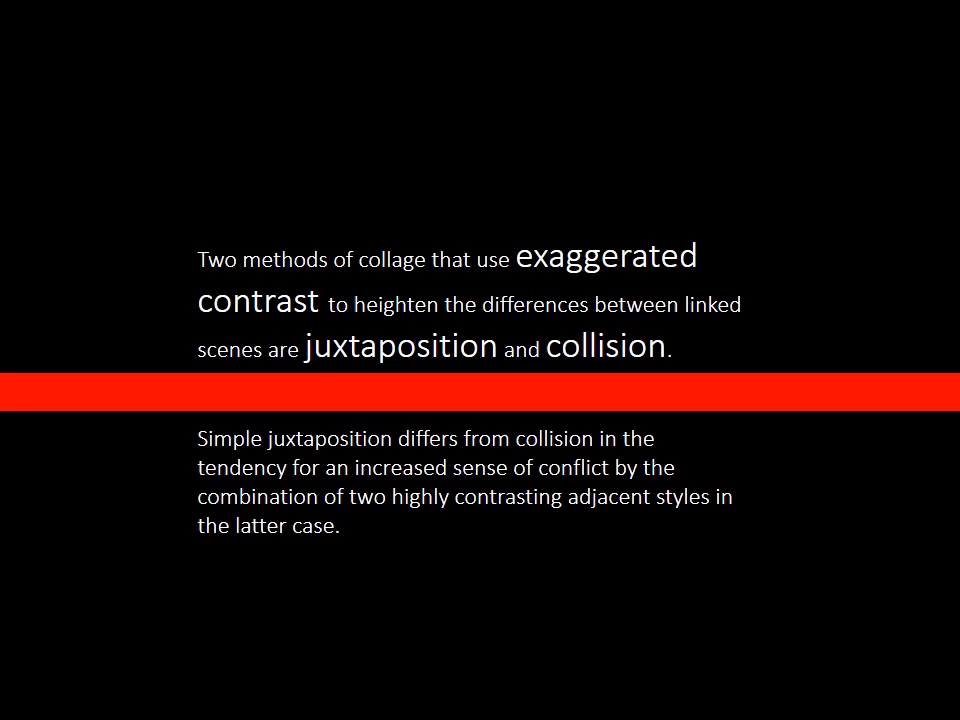 Two methods of collage that use exaggerated
contrast to heighten the differences between linked
scenes are juxtaposition and collision.
Simple juxtaposition differs from collision in the
tendency for an increased sense of conflict by the
combination of two highly contrasting adjacent styles in
the latter case.